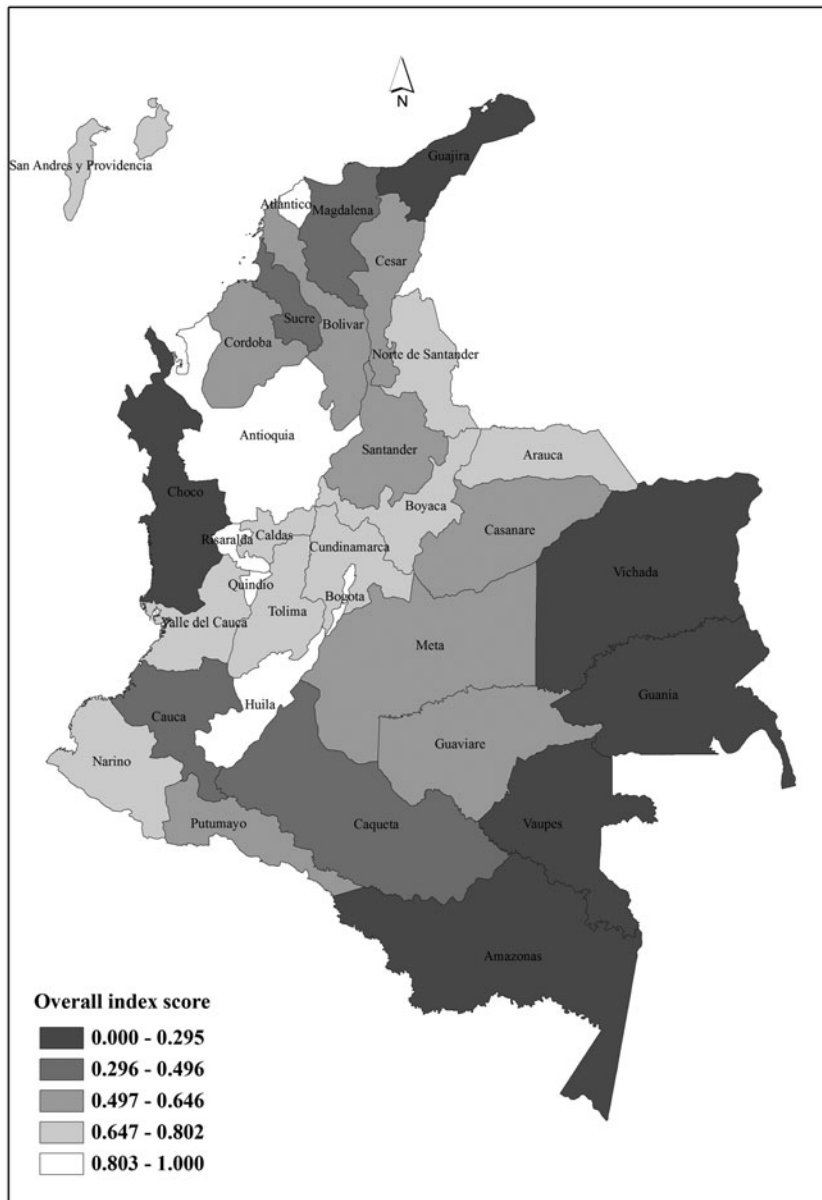 N
Guajira
San Andres y Providencia
Atlantico
Magdalena
Cesar
Sucre
Bolivar
Cordoba
Norte de Santander
Antioquia
Santander
Arauca
Choco
Boyaca
Casanare
Risaralda
Caldas
Cundinamarca
Vichada
Quindio
Bogota
Tolima
Valle del Cauca
Meta
Guania
Huila
Cauca
Guaviare
Narino
Putumayo
Caqueta
Vaupes
Amazonas
Overall index score
0.000 - 0.295
0.296 - 0.496
0.497 - 0.646
0.647 - 0.802
0.803 - 1.000